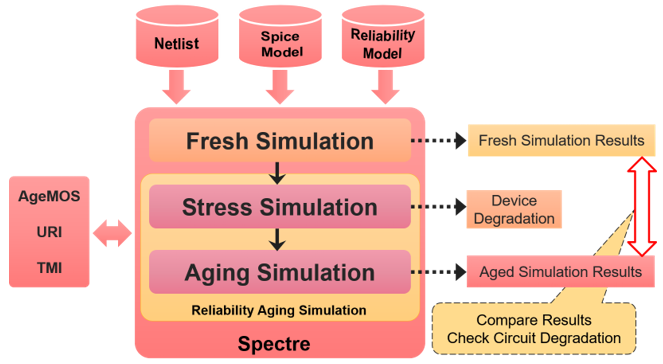 Netlist
Spice
Model
Reliability
Model
Fresh Simulation
Fresh Simulation Results
AgeMOS
URI
TMI
Stress Simulation
Device
Degradation
Aging Simulation
Aged Simulation Results
Reliability Aging Simulation
Spectre
Compare Results
Check Circuit Degradation